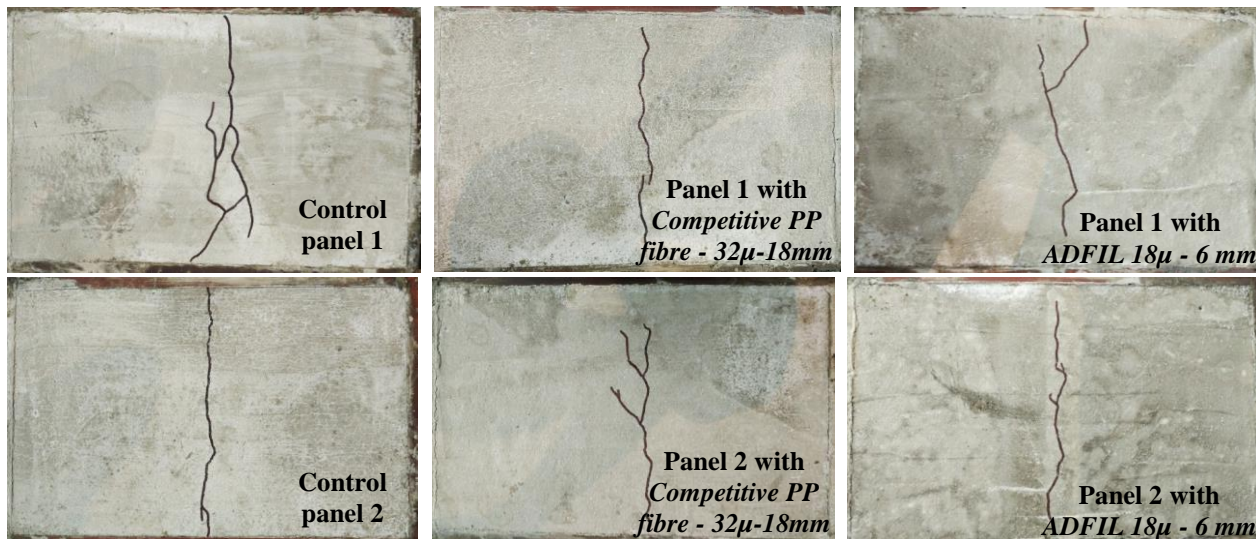 Control
panel 1
Panel 1 with
Competitive PP
fibre - 32µ-18mm
Panel 1 with
ADFIL 18µ - 6 mm
Control
panel 2
Panel 2 with
Competitive PP
fibre - 32µ-18mm
Panel 2 with
ADFIL 18µ - 6 mm